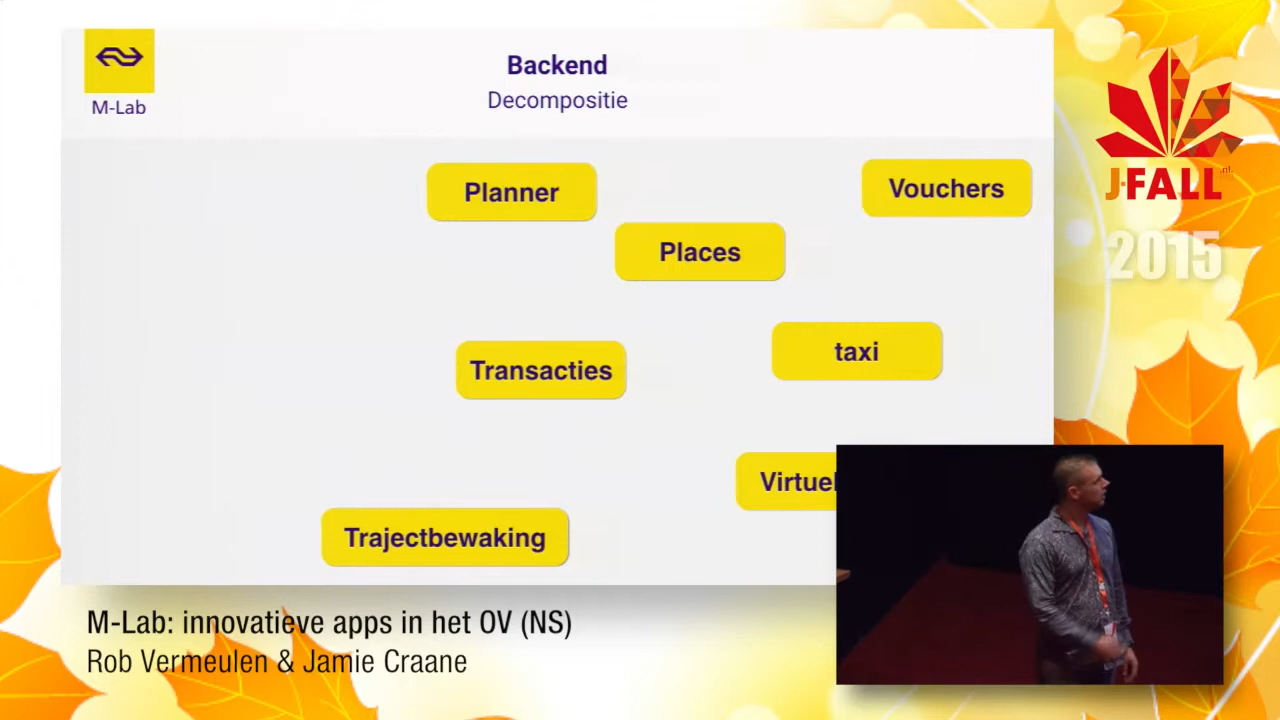 M-Lab
Backend
Decompositie
Planner
Vouchers
Places
taxi
Transacties
Trajectbewaking
J-FALL
.nl
2015
M-Lab: innovatieve apps in het OV (NS)
Rob Vermeulen & Jamie Craane